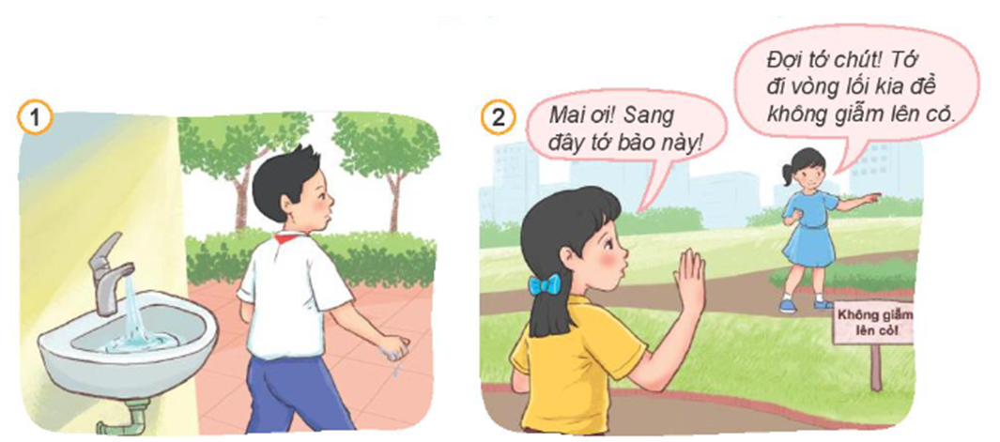 1
2
Mai ơi! Sang
đây tớ bảo này!
Đợi tớ chút! Tớ
đi vòng lối kia để
không giẫm lên cỏ.
Không giẫm
lên cỏ!